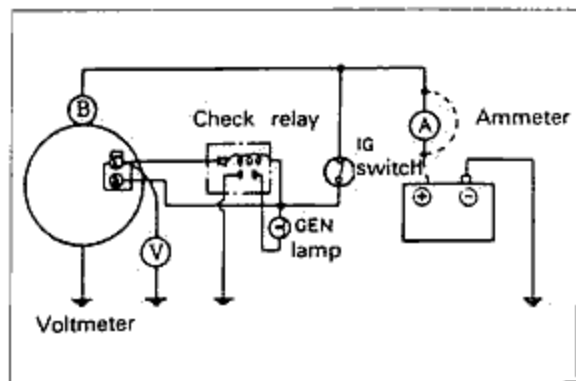 B
Check relay
IG
switch
A
Ammeter
+
-
V
GEN
lamp
Voltmeter